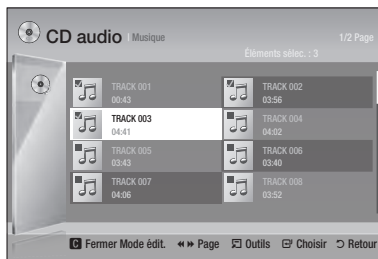 CD audio | Musique
1/2 Page
Éléments sélec. : 3
TRACK 001
00:43
TRACK 002
03:56
TRACK 003
04:41
TRACK 004
04:02
TRACK 005
03:43
TRACK 006
03:40
TRACK 007
04:06
TRACK 008
03:52
C Fermer Mode édit. Page Outils Choisir Retour